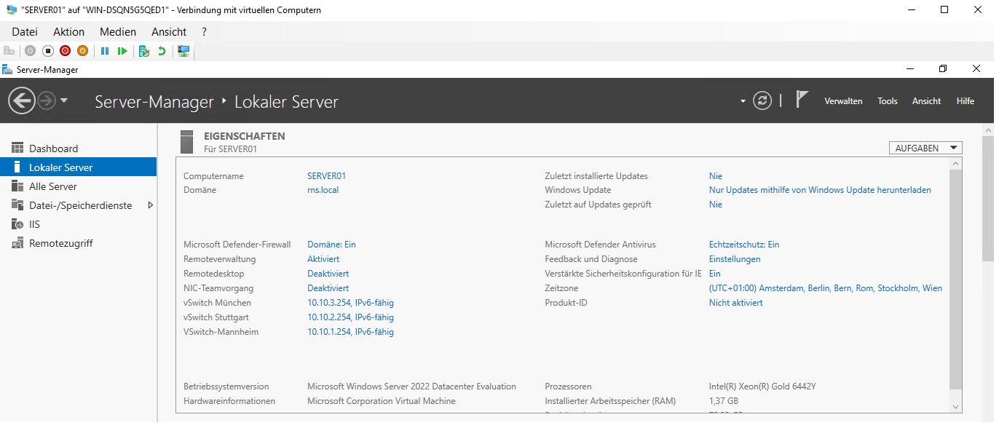 "SERVER01" auf "WIN-DSQN5G5QED1" - Verbindung mit virtuellen Computern
Datei Aktion Medien Ansicht ?
Server-Manager
Server-Manager ‣ Lokaler Server
Verwalten Tools Ansicht Hilfe
Dashboard
Lokaler Server
Alle Server
Datei-/Speicherdienste
IIS
Remotezugriff
EIGENSCHAFTEN
Für SERVER01
AUFGABEN
Computername SERVER01 Zuletzt installierte Updates Nie
Domäne rns.local Windows Update Nur Updates mithilfe von Windows Update herunterladen
Zuletzt auf Updates geprüft Nie
Microsoft Defender-Firewall Domäne: Ein Microsoft Defender Antivirus Echtzeitschutz: Ein
Remoteverwaltung Aktiviert Feedback und Diagnose Einstellungen
Remotedesktop Deaktiviert Verstärkte Sicherheitskonfiguration für IE Ein
NIC-Teamvorgang Deaktiviert Zeitzone (UTC+01:00) Amsterdam, Berlin, Bern, Rom, Stockholm, Wien
vSwitch München 10.10.3.254, IPv6-fähig Produkt-ID Nicht aktiviert
vSwitch Stuttgart 10.10.2.254, IPv6-fähig
VSwitch-Mannheim 10.10.1.254, IPv6-fähig
Betriebssystemversion Microsoft Windows Server 2022 Datacenter Evaluation Prozessoren Intel(R) Xeon(R) Gold 6442Y
Hardwareinformationen Microsoft Corporation Virtual Machine Installierter Arbeitsspeicher (RAM) 1,37 GB